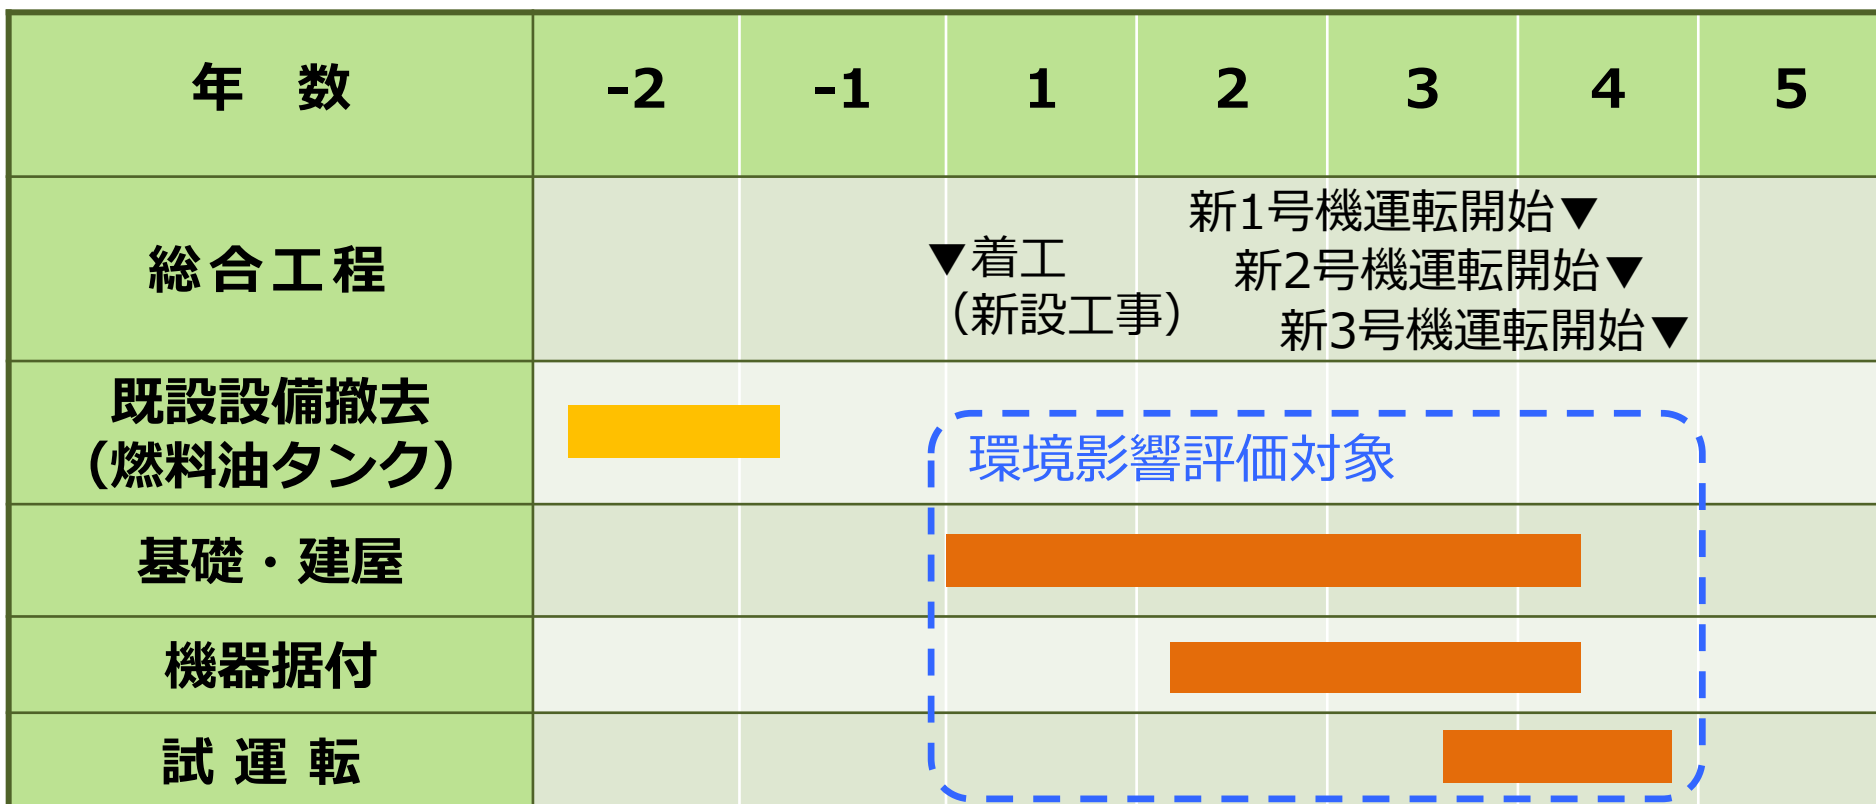 年 数 -2 -1 1 2 3 4 5
総合工程
▼着工
(新設工事)
新1号機運転開始▼
新2号機運転開始▼
新3号機運転開始▼
既設設備撤去
(燃料油タンク)
環境影響評価対象
基礎・建屋
機器据付
試運転